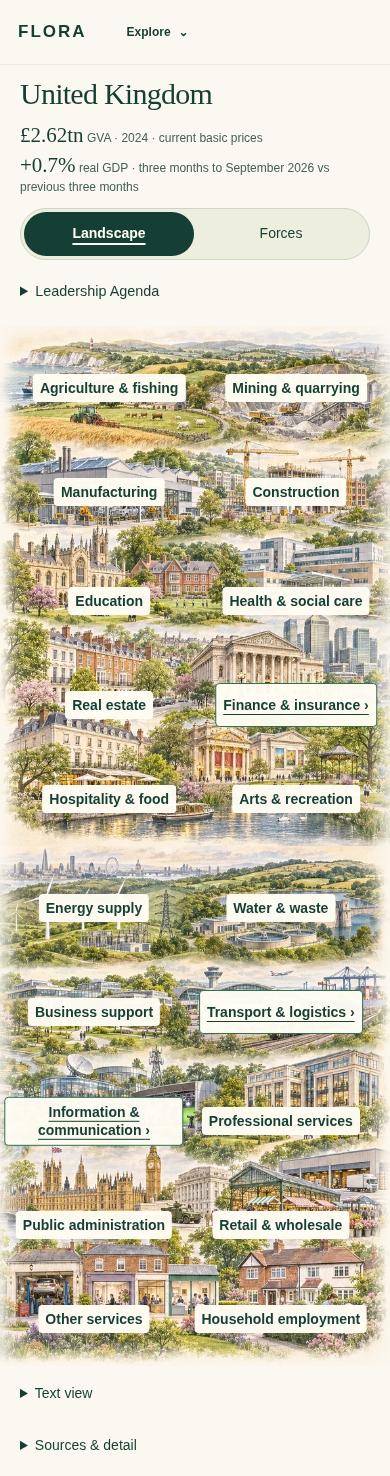 FLORA
Explore ⌄
United Kingdom
£2.62tn GVA · 2024 · current basic prices
+0.7% real GDP · three months to September 2026 vs
previous three months
Landscape
Forces
▶ Leadership Agenda
Agriculture & fishing
Mining & quarrying
Manufacturing
Construction
Education
Health & social care
Real estate
Finance & insurance ›
Hospitality & food
Arts & recreation
Energy supply
Water & waste
Business support
Transport & logistics ›
Information &
communication ›
Professional services
Public administration
Retail & wholesale
Other services
Household employment
▶ Text view
▶ Sources & detail